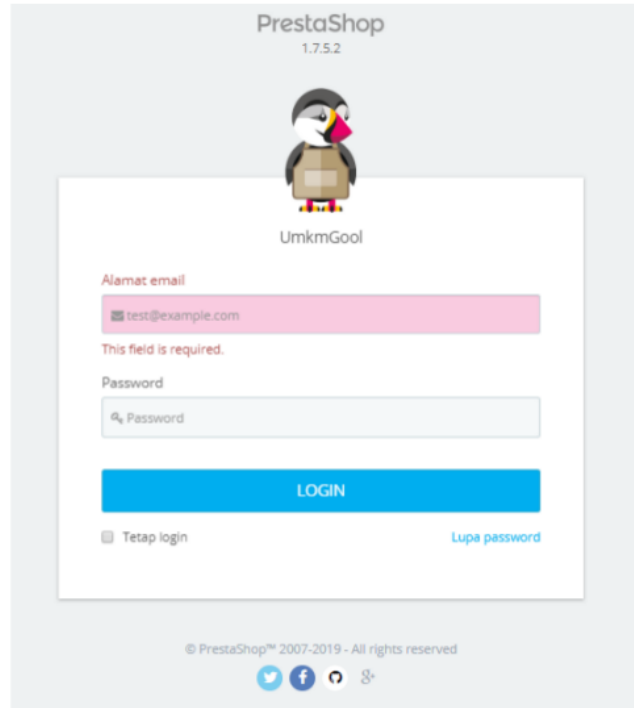 PrestaShop
1.7.5.2
UmkmGool
Alamat email
test@example.com
This field is required.
Password
Password
LOGIN
Tetap login
Lupa password
© PrestaShop™ 2007-2019 - All rights reserved